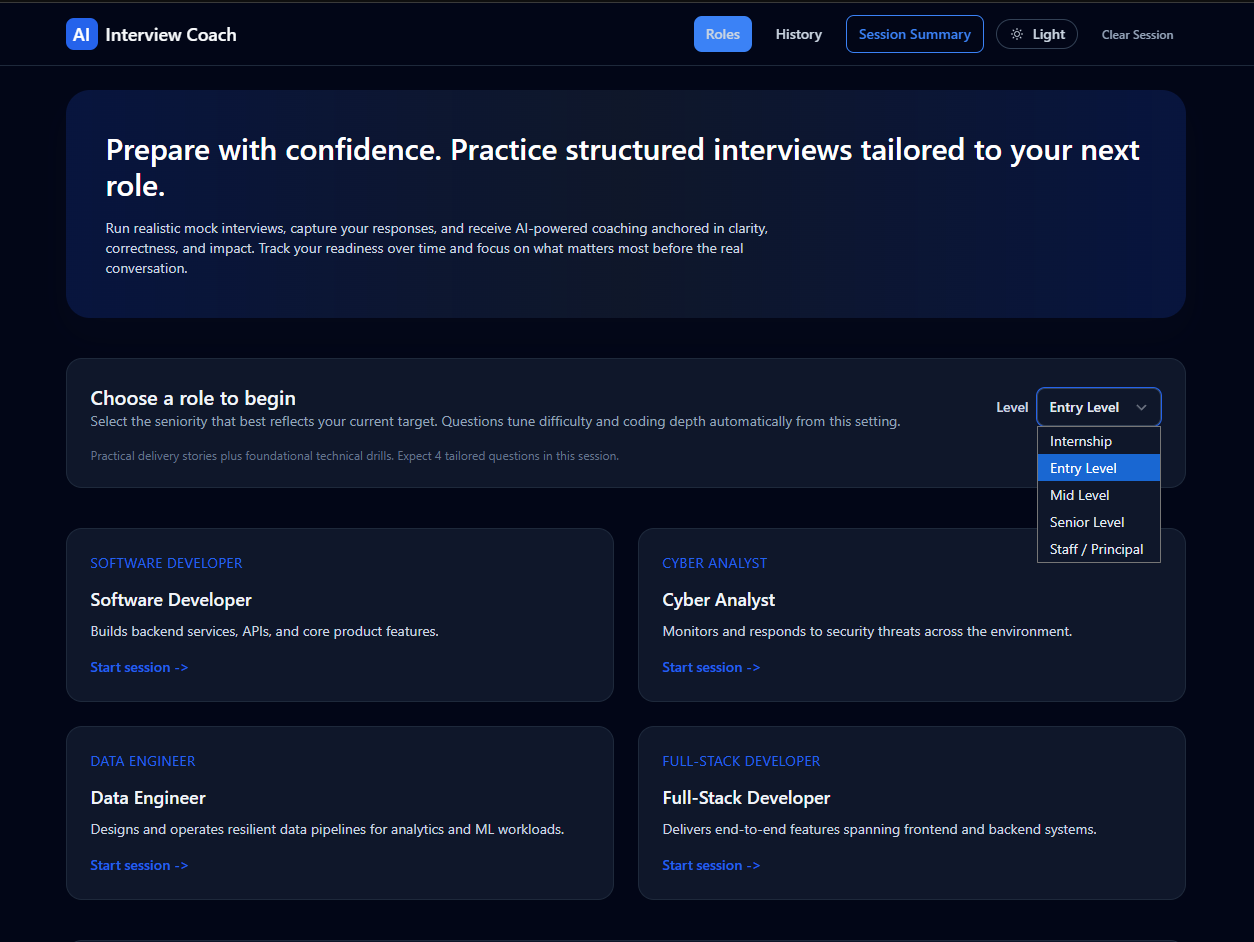 AI Interview Coach
Roles
History
Session Summary
Light
Clear Session
Prepare with confidence. Practice structured interviews tailored to your next
role.
Run realistic mock interviews, capture your responses, and receive AI-powered coaching anchored in clarity,
correctness, and impact. Track your readiness over time and focus on what matters most before the real
conversation.
Choose a role to begin
Select the seniority that best reflects your current target. Questions tune difficulty and coding depth automatically from this setting.
Practical delivery stories plus foundational technical drills. Expect 4 tailored questions in this session.
Level
Entry Level
Internship
Entry Level
Mid Level
Senior Level
Staff / Principal
SOFTWARE DEVELOPER
Software Developer
Builds backend services, APIs, and core product features.
Start session ->
CYBER ANALYST
Cyber Analyst
Monitors and responds to security threats across the environment.
Start session ->
DATA ENGINEER
Data Engineer
Designs and operates resilient data pipelines for analytics and ML workloads.
Start session ->
FULL-STACK DEVELOPER
Full-Stack Developer
Delivers end-to-end features spanning frontend and backend systems.
Start session ->